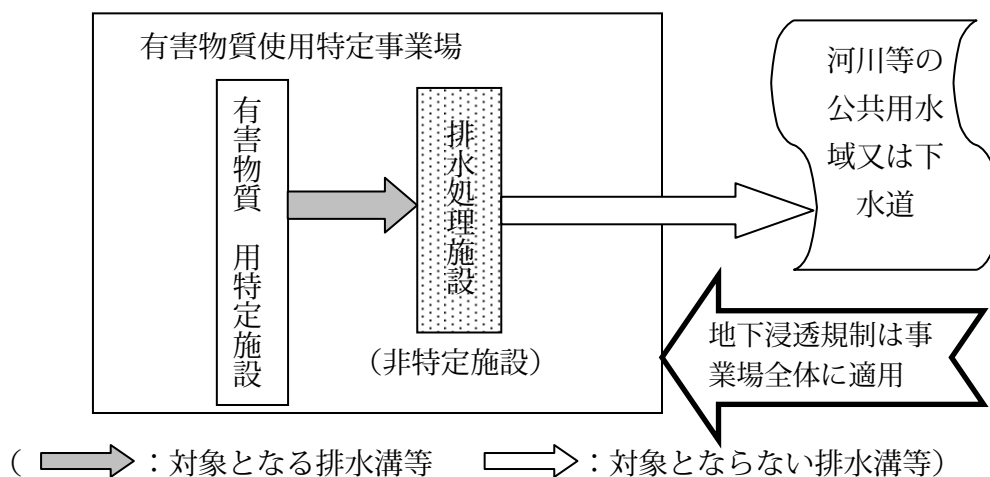 有害物質使用特定事業場
有害物質 用特定施設
排水処理施設
(非特定施設)
河川等の
公共用水
域又は下
水道
地下浸透規制は事
業場全体に適用
( :対象となる排水溝等 :対象とならない排水溝等)